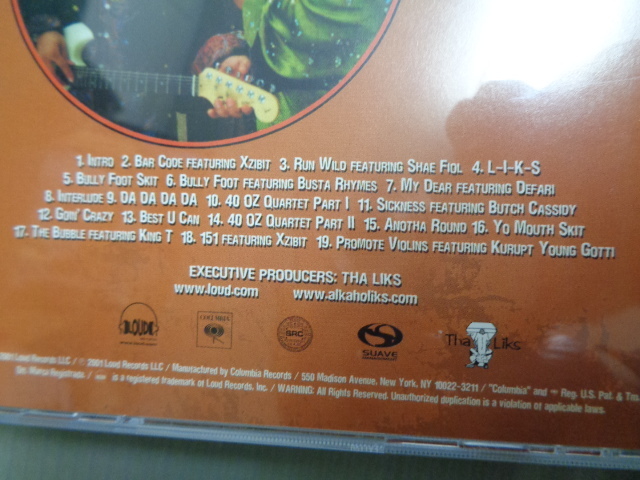 1. INTRO 2. BAR CODE FEATURING XZIBIT 3. RUN WILD FEATURING SHAE FIOL 4. L-I-K-S
5. BULLY FOOT SKIT 6. BULLY FOOT FEATURING BUSTA RHYMES 7. MY DEAR FEATURING DEFARI
8. INTERLUDE 9. DA DA DA DA 10. 40 OZ QUARTET PART I 11. SICKNESS FEATURING BUTCH CASSIDY
12. GOIN' CRAZY 13. BEST U CAN 14. 40 OZ QUARTET PART II 15. ANOTHA ROUND 16. YO MOUTH SKIT
17. THE BUBBLE FEATURING KING T 18. 151 FEATURING XZIBIT 19. PROMOTE VIOLINS FEATURING KURUPT YOUNG GOTTI
EXECUTIVE PRODUCERS: THA LIKS
www.loud.com www.alkaholiks.com
LOUD COLUMBIA SRC SUAVE Tha Liks
2001 Loud Records LLC / © 2001 Loud Records LLC / Manufactured by Columbia Records / 550 Madison Avenue, New York, NY 10022-3211 / "Columbia" and Reg. U.S. Pat. & Tm.
Marca Registrada. / is a registered trademark of Loud Records, Inc. / WARNING: All Rights Reserved. Unauthorized duplication is a violation of applicable laws.